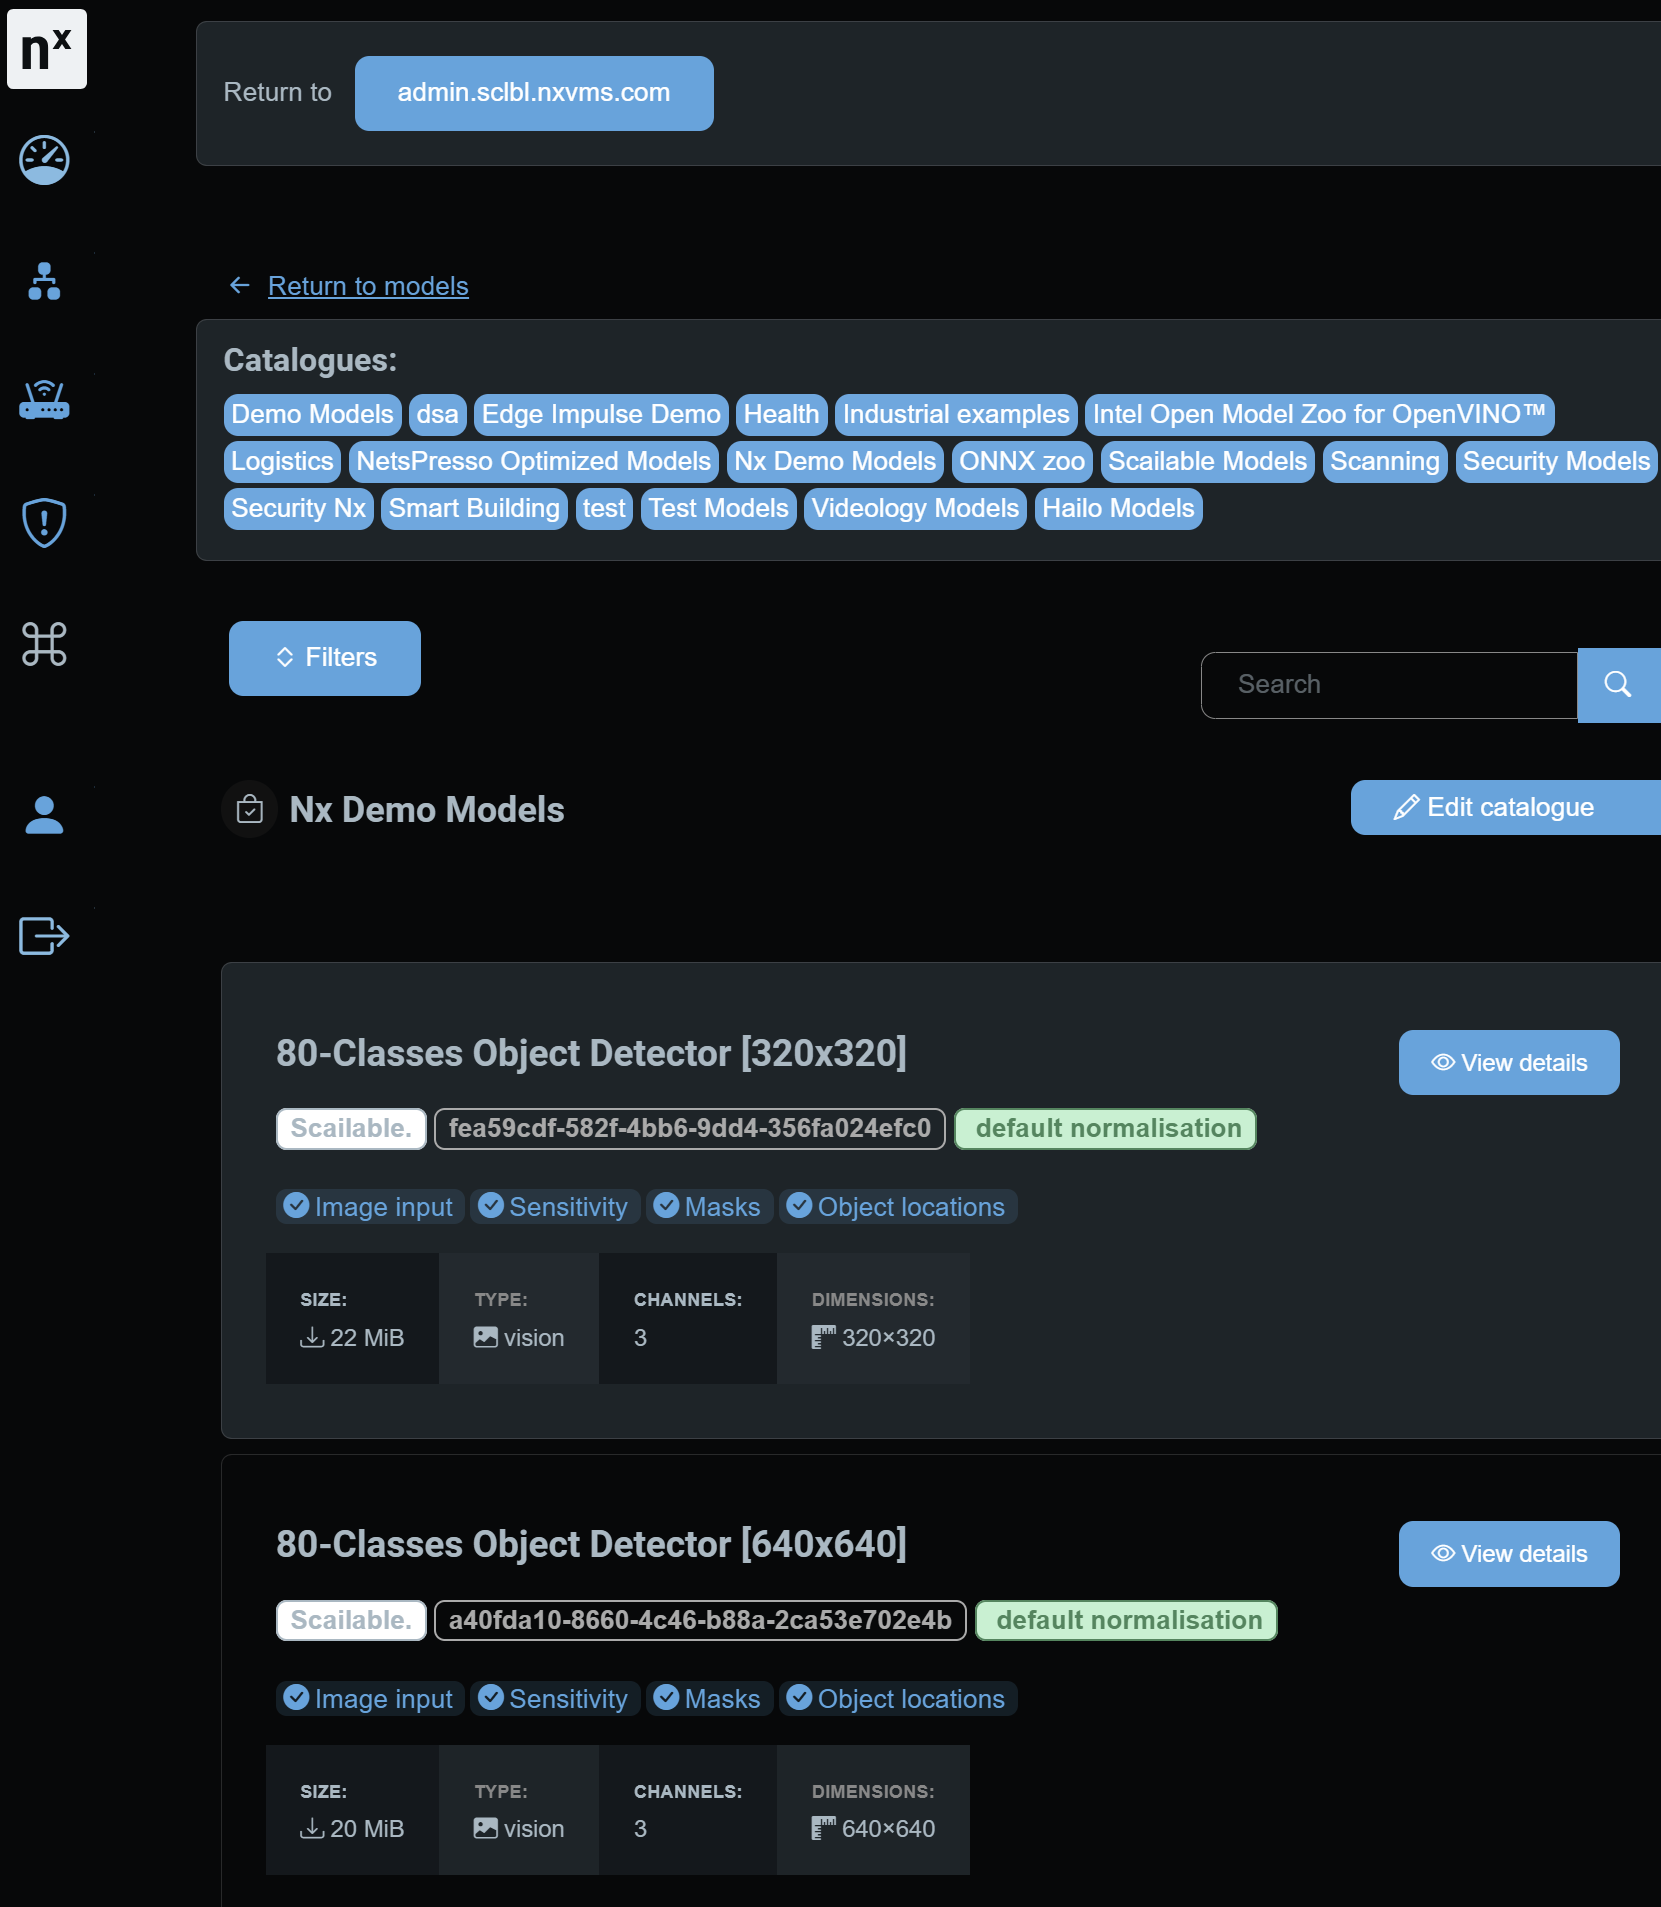 nx
Return to admin.sclbl.nxvms.com
Return to models
Catalogues:
Demo Models dsa Edge Impulse Demo Health Industrial examples Intel Open Model Zoo for OpenVINO™
Logistics NetsPresso Optimized Models Nx Demo Models ONNX zoo Scailable Models Scanning Security Models
Security Nx Smart Building test Test Models Videology Models Hailo Models
Filters
Search
Nx Demo Models
Edit catalogue
80-Classes Object Detector [320x320]
View details
Scailable. fea59cdf-582f-4bb6-9dd4-356fa024efc0 default normalisation
Image input Sensitivity Masks Object locations
SIZE: TYPE: CHANNELS: DIMENSIONS:
22 MiB vision 3 320×320
80-Classes Object Detector [640x640]
View details
Scailable. a40fda10-8660-4c46-b88a-2ca53e702e4b default normalisation
Image input Sensitivity Masks Object locations
SIZE: TYPE: CHANNELS: DIMENSIONS:
20 MiB vision 3 640×640